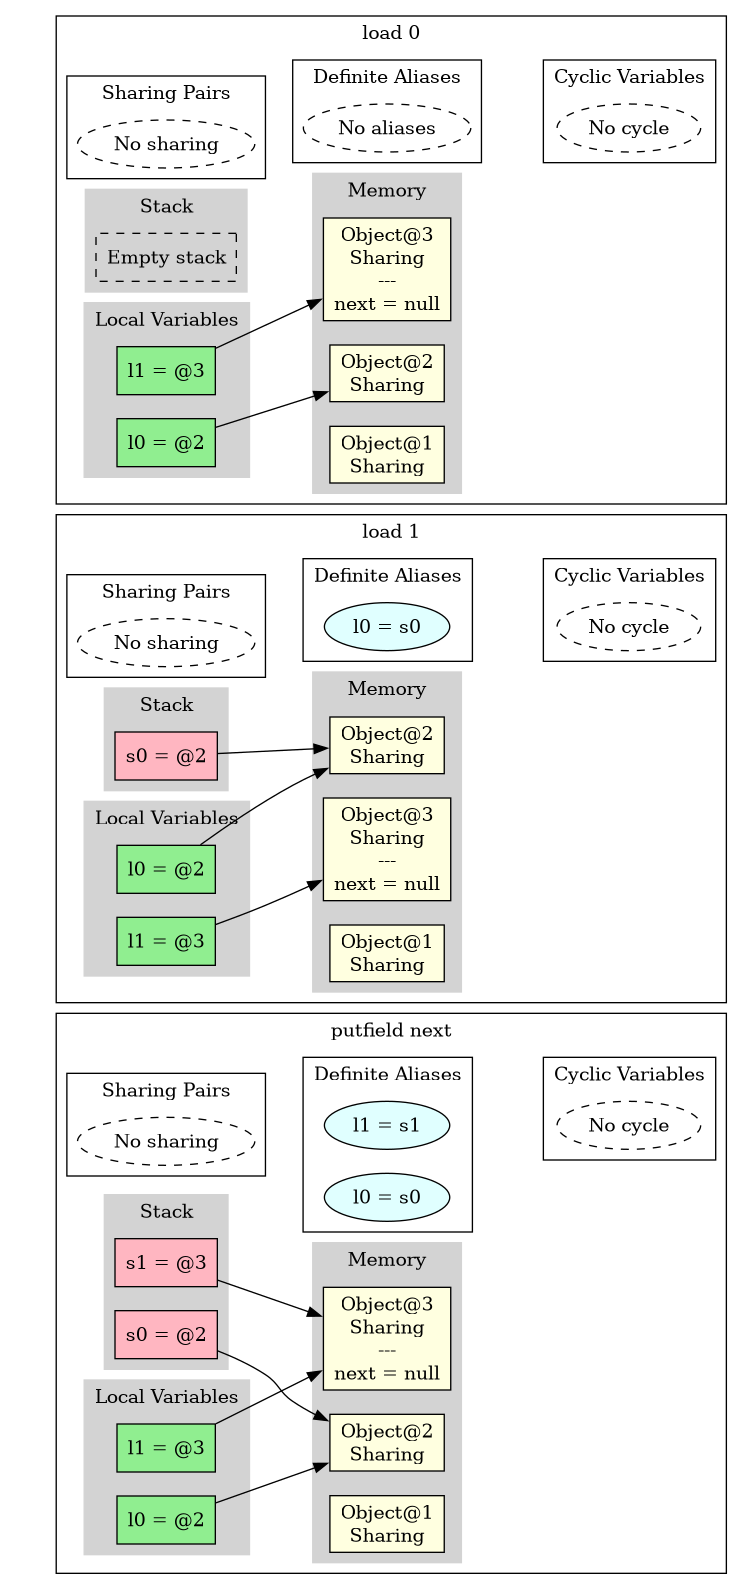 load 0
Sharing Pairs
No sharing
Definite Aliases
No aliases
Cyclic Variables
No cycle
Stack
Empty stack
Local Variables
l1 = @3
l0 = @2
Memory
Object@3
Sharing
---
next = null
Object@2
Sharing
Object@1
Sharing
load 1
Sharing Pairs
No sharing
Definite Aliases
l0 = s0
Cyclic Variables
No cycle
Stack
s0 = @2
Local Variables
l0 = @2
l1 = @3
Memory
Object@2
Sharing
Object@3
Sharing
---
next = null
Object@1
Sharing
putfield next
Sharing Pairs
No sharing
Definite Aliases
l1 = s1
l0 = s0
Cyclic Variables
No cycle
Stack
s1 = @3
s0 = @2
Local Variables
l1 = @3
l0 = @2
Memory
Object@3
Sharing
---
next = null
Object@2
Sharing
Object@1
Sharing